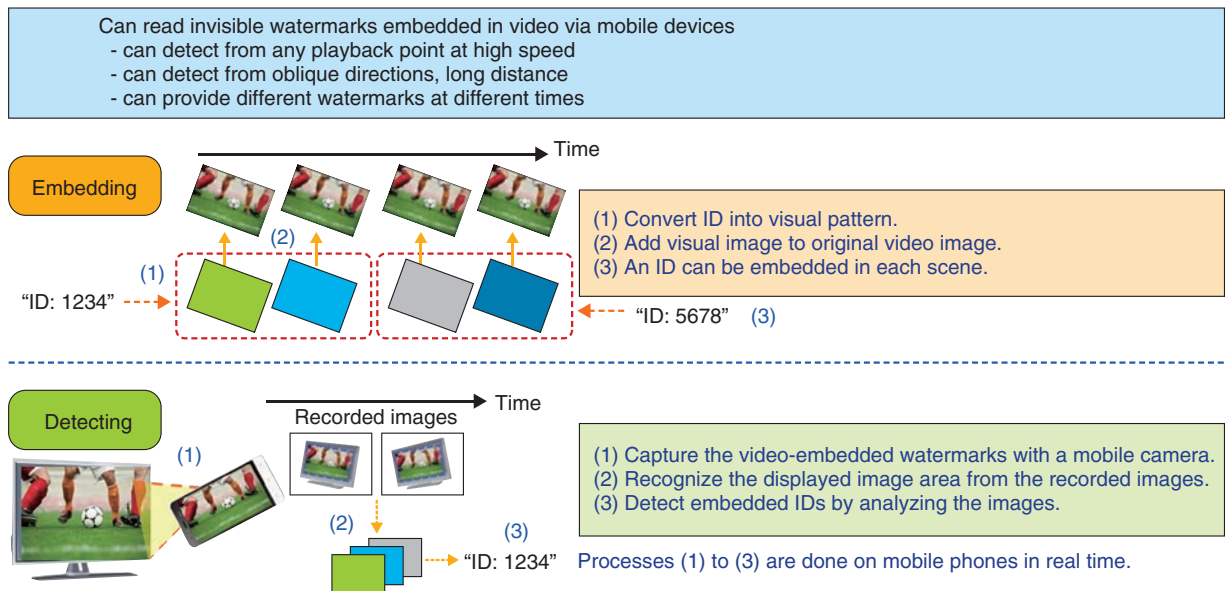 Can read invisible watermarks embedded in video via mobile devices
- can detect from any playback point at high speed
- can detect from oblique directions, long distance
- can provide different watermarks at different times
Time
Embedding
(1) Convert ID into visual pattern.
(2) Add visual image to original video image.
(3) An ID can be embedded in each scene.
(2)
(1)
“ID: 1234”
“ID: 5678” (3)
Detecting
Time
Recorded images
(1)
(1) Capture the video-embedded watermarks with a mobile camera.
(2) Recognize the displayed image area from the recorded images.
(3) Detect embedded IDs by analyzing the images.
(2)
(3)
“ID: 1234”
Processes (1) to (3) are done on mobile phones in real time.